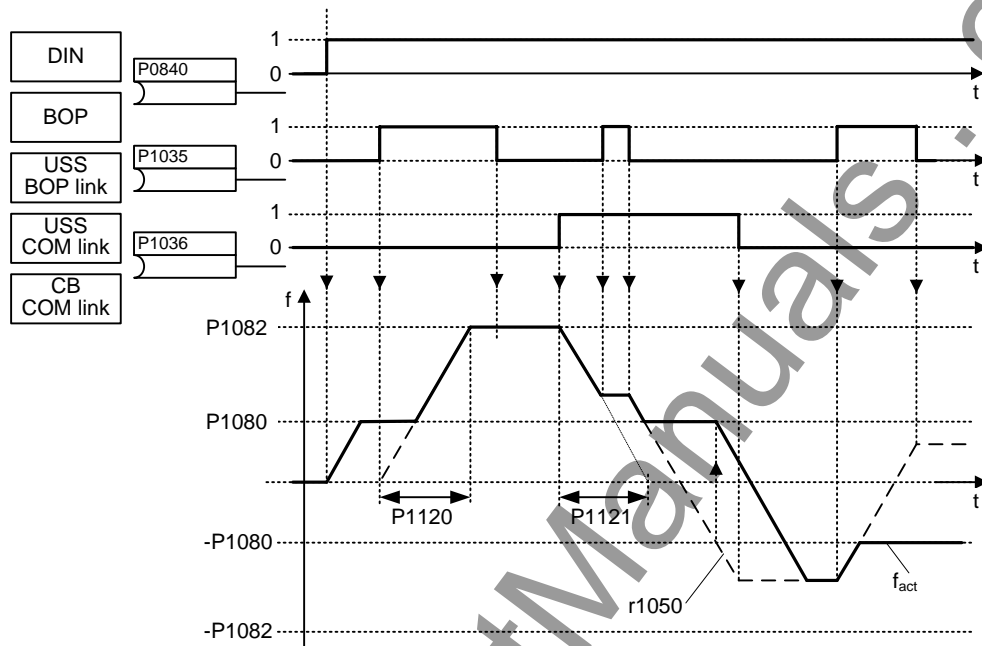 DIN
BOP
USS
BOP link
USS
COM link
CB
COM link
P0840
P1035
P1036
1
0
t
1
0
t
1
0
t
f
P1082
P1080
-P1080
-P1082
P1120
P1121
r1050
fact
t